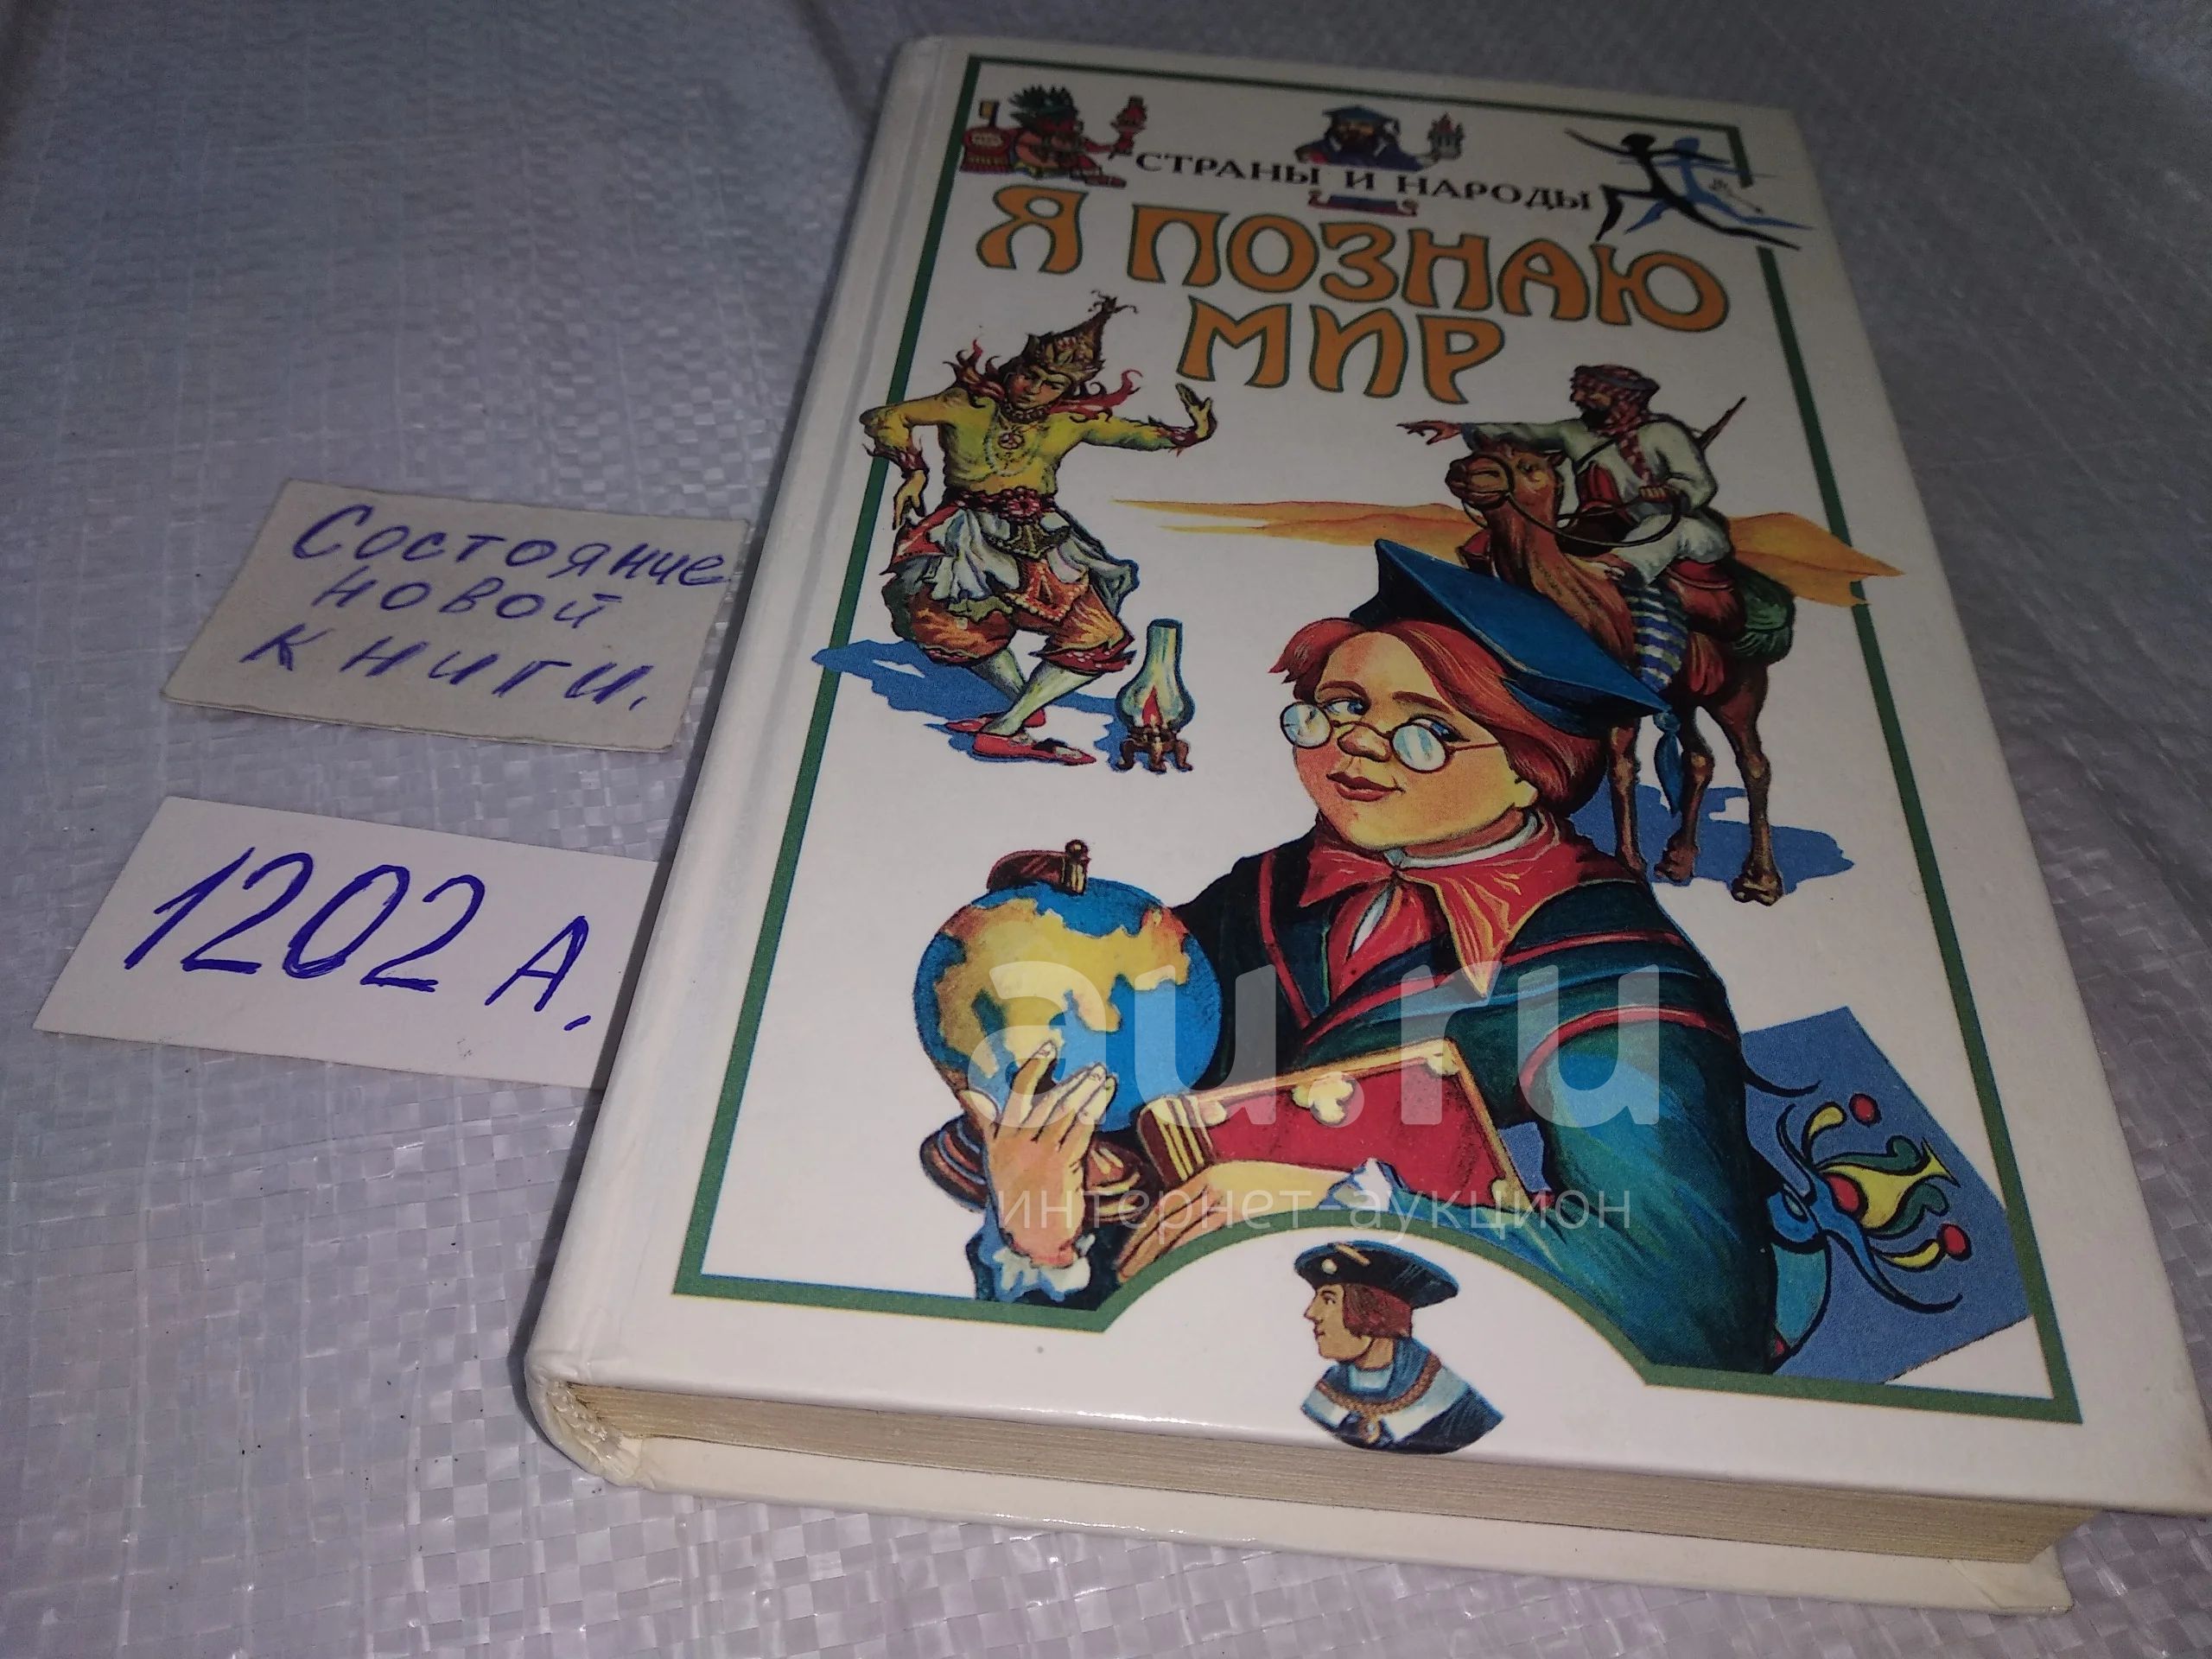 СТРАНЫ И НАРОДЫ
Я ПОЗНАЮ
МИР
Состояние
новой
книги.
1202 А.
au.ru
интернет-аукцион